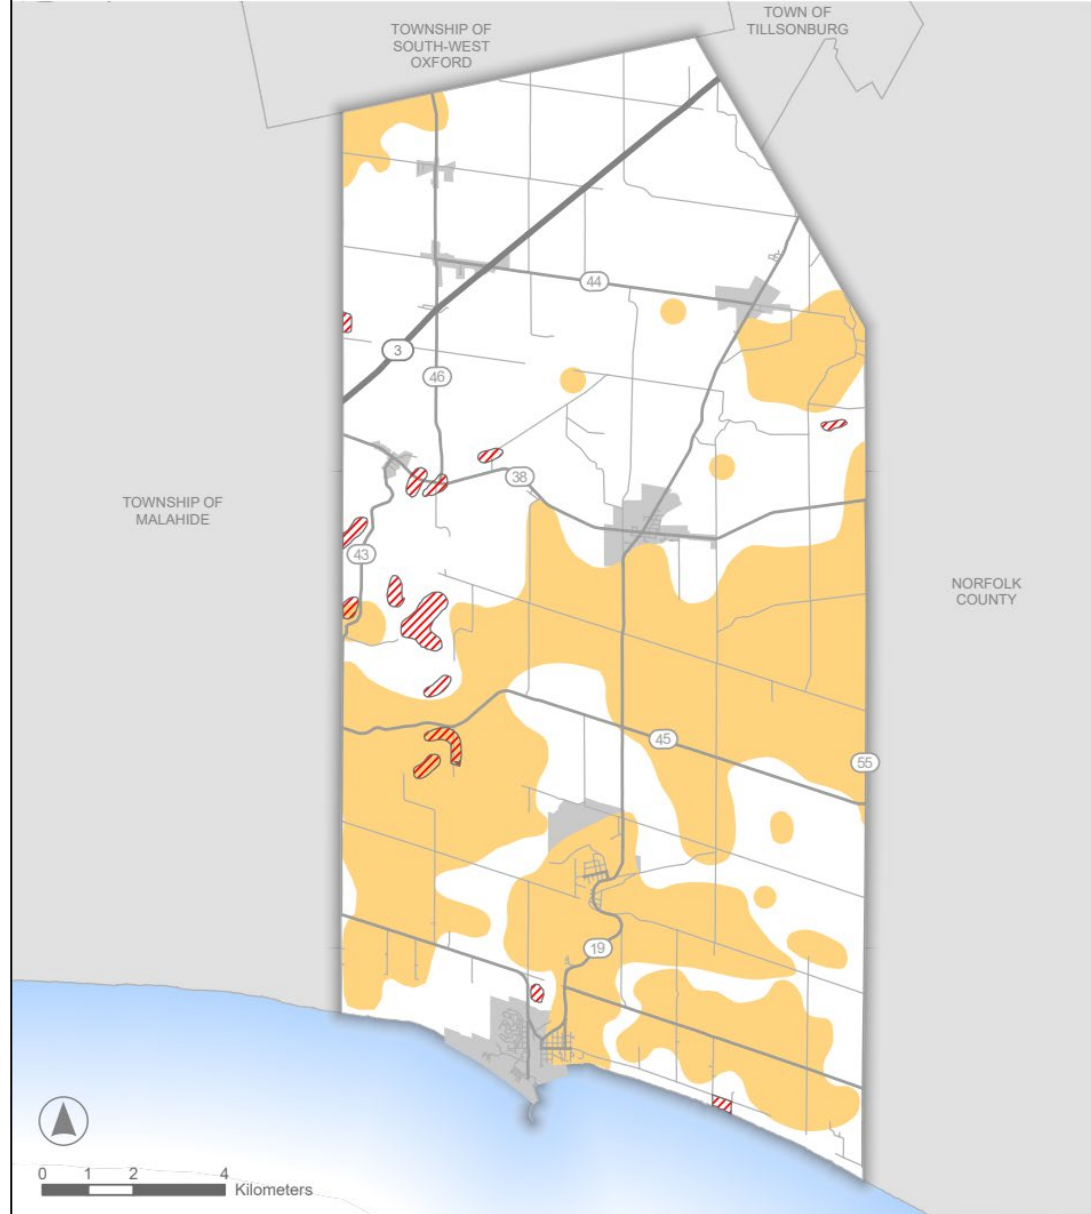 TOWNSHIP OF
SOUTH-WEST
OXFORD
TOWN OF
TILLSONBURG
44
3
46
38
TOWNSHIP OF
MALAHIDE
43
NORFOLK
COUNTY
45
55
19
0 1 2 4
Kilometers